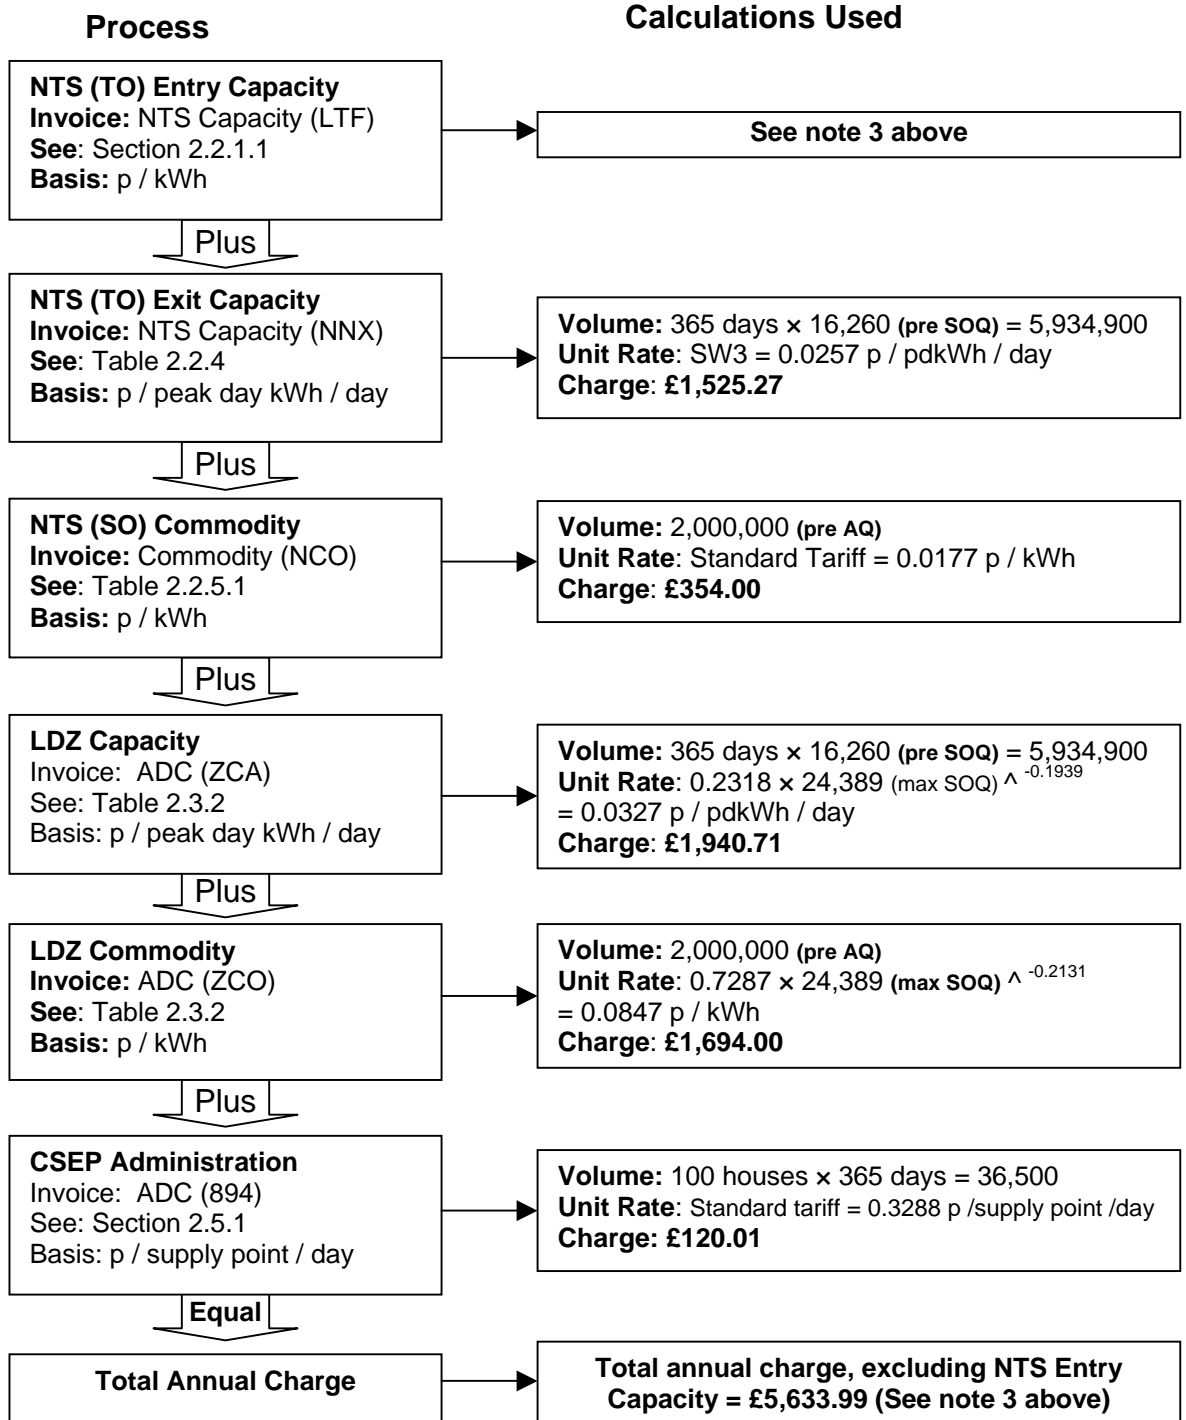 Process
Calculations Used
NTS (TO) Entry Capacity
Invoice: NTS Capacity (LTF)
See: Section 2.2.1.1
Basis: p / kWh
See note 3 above
Plus
NTS (TO) Exit Capacity
Invoice: NTS Capacity (NNX)
See: Table 2.2.4
Basis: p / peak day kWh / day
Volume: 365 days × 16,260 (pre SOQ) = 5,934,900
Unit Rate: SW3 = 0.0257 p / pdkWh / day
Charge: £1,525.27
Plus
NTS (SO) Commodity
Invoice: Commodity (NCO)
See: Table 2.2.5.1
Basis: p / kWh
Volume: 2,000,000 (pre AQ)
Unit Rate: Standard Tariff = 0.0177 p / kWh
Charge: £354.00
Plus
LDZ Capacity
Invoice: ADC (ZCA)
See: Table 2.3.2
Basis: p / peak day kWh / day
Volume: 365 days × 16,260 (pre SOQ) = 5,934,900
Unit Rate: 0.2318 × 24,389 (max SOQ) ^ -0.1939
= 0.0327 p / pdkWh / day
Charge: £1,940.71
Plus
LDZ Commodity
Invoice: ADC (ZCO)
See: Table 2.3.2
Basis: p / kWh
Volume: 2,000,000 (pre AQ)
Unit Rate: 0.7287 × 24,389 (max SOQ) ^ -0.2131
= 0.0847 p / kWh
Charge: £1,694.00
Plus
CSEP Administration
Invoice: ADC (894)
See: Section 2.5.1
Basis: p / supply point / day
Volume: 100 houses × 365 days = 36,500
Unit Rate: Standard tariff = 0.3288 p /supply point /day
Charge: £120.01
Equal
Total Annual Charge
Total annual charge, excluding NTS Entry
Capacity = £5,633.99 (See note 3 above)